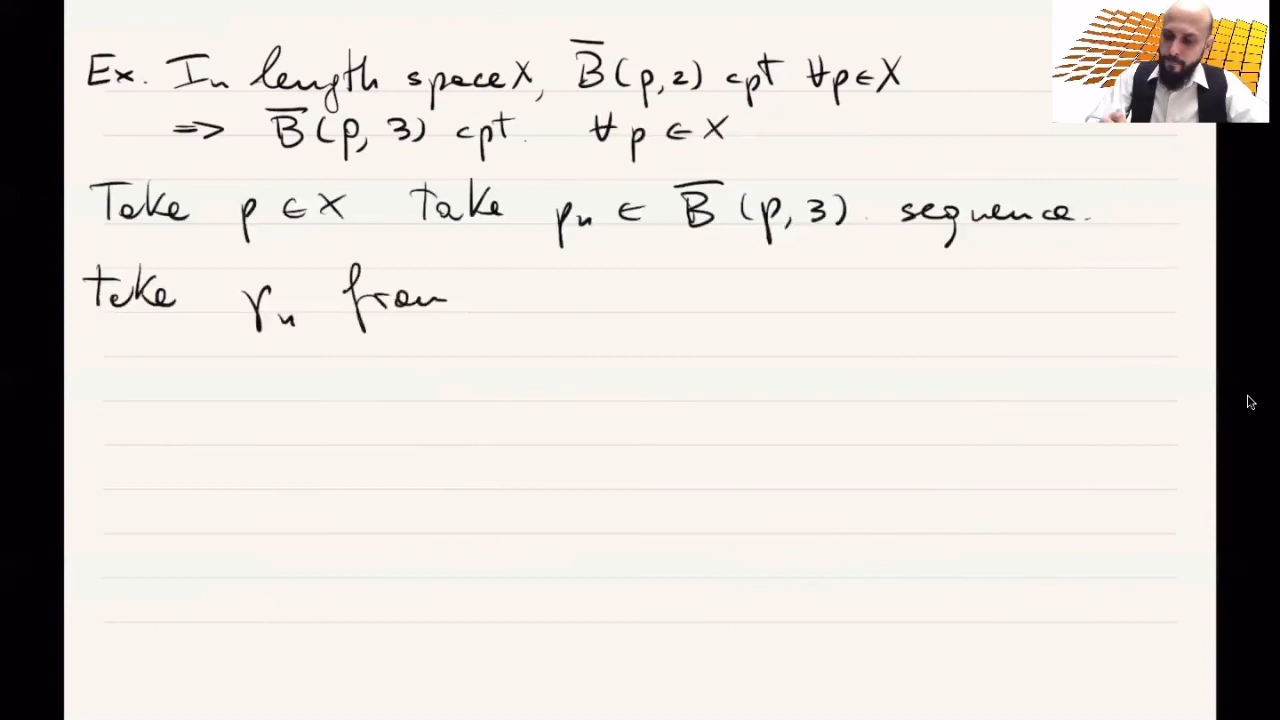 Ex. In length space X, B̅(p,2) cpt ∀p∈X
=> B̅(p,3) cpt. ∀ p ∈ X
Take p ∈ X take pₙ ∈ B̅(p,3). sequence.
take γₙ from